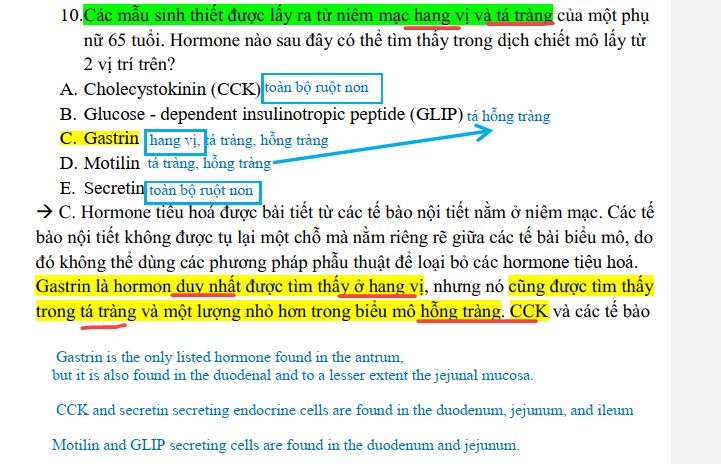 10.Các mẫu sinh thiết được lấy ra từ niêm mạc hang vị và tá tràng của một phụ
nữ 65 tuổi. Hormone nào sau đây có thể tìm thấy trong dịch chiết mô lấy từ
2 vị trí trên?
A. Cholecystokinin (CCK) toàn bộ ruột non
B. Glucose - dependent insulinotropic peptide (GLIP) tá hỗng tràng
C. Gastrin hang vị, tá tràng, hỗng tràng
D. Motilin tá tràng, hỗng tràng
E. Secretin toàn bộ ruột non
→ C. Hormone tiêu hoá được bài tiết từ các tế bào nội tiết nằm ở niêm mạc. Các tế
bào nội tiết không được tụ lại một chỗ mà nằm riêng rẽ giữa các tế bài biểu mô, do
đó không thể dùng các phương pháp phẫu thuật để loại bỏ các hormone tiêu hoá.
Gastrin là hormon duy nhất được tìm thấy ở hang vị, nhưng nó cũng được tìm thấy
trong tá tràng và một lượng nhỏ hơn trong biểu mô hỗng tràng. CCK và các tế bào
Gastrin is the only listed hormone found in the antrum,
but it is also found in the duodenal and to a lesser extent the jejunal mucosa.
CCK and secretin secreting endocrine cells are found in the duodenum, jejunum, and ileum
Motilin and GLIP secreting cells are found in the duodenum and jejunum.